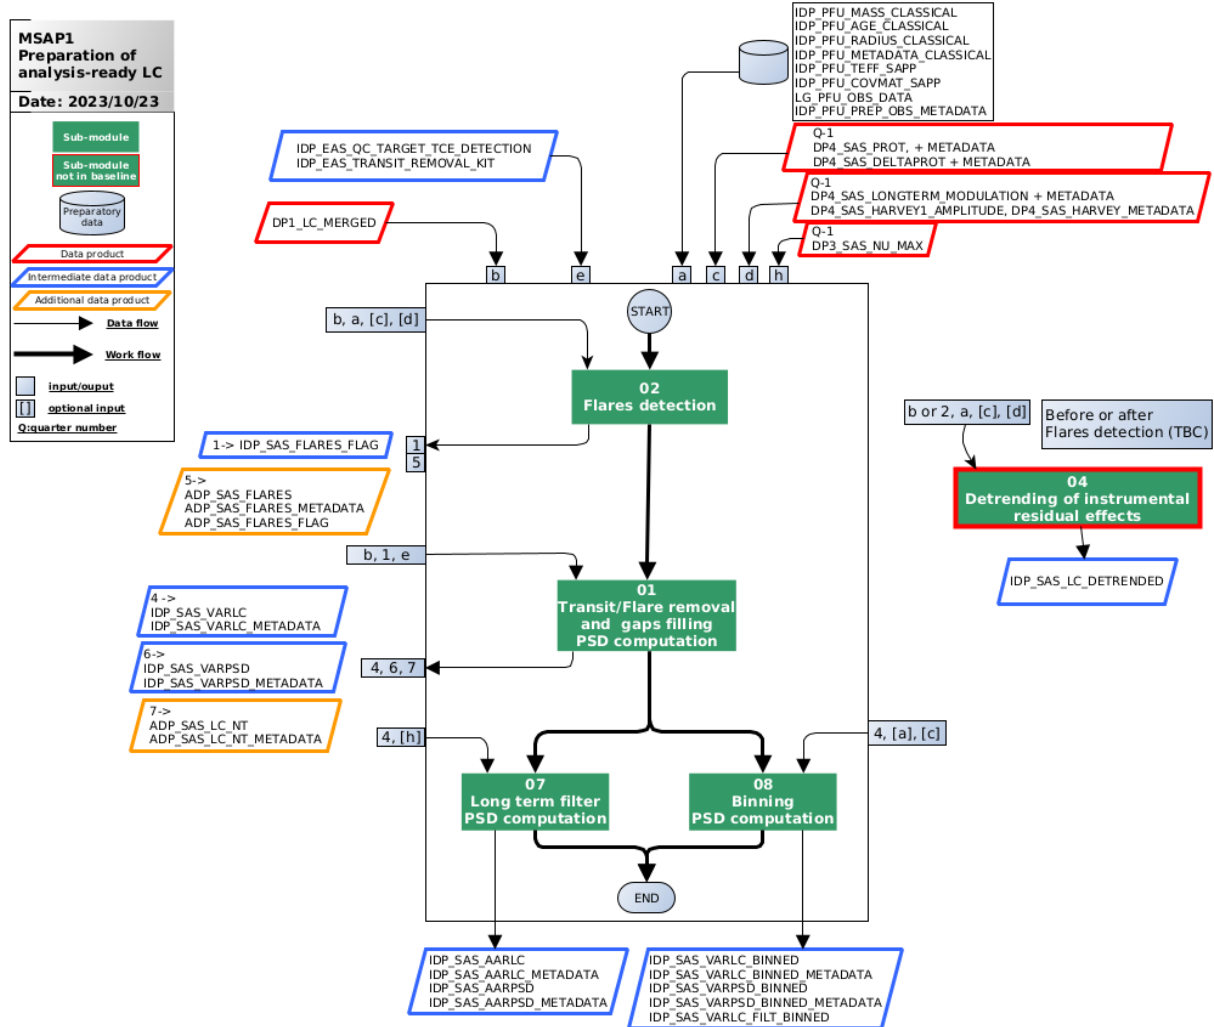 MSAP1
Preparation of
analysis-ready LC
Date: 2023/10/23
Sub-module
Sub-module
not in baseline
Preparatory
data
Data product
Intermediate data product
Additional data product
Data flow
Work flow
input/ouput
[] optional input
Q:quarter number
IDP_PFU_MASS_CLASSICAL
IDP_PFU_AGE_CLASSICAL
IDP_PFU_RADIUS_CLASSICAL
IDP_PFU_METADATA_CLASSICAL
IDP_PFU_TEFF_SAPP
IDP_PFU_COVMAT_SAPP
LG_PFU_OBS_DATA
IDP_PFU_PREP_OBS_METADATA
IDP_EAS_QC_TARGET_TCE_DETECTION
IDP_EAS_TRANSIT_REMOVAL_KIT
Q-1
DP4_SAS_PROT, + METADATA
DP4_SAS_DELTAPROT + METADATA
Q-1
DP4_SAS_LONGTERM_MODULATION + METADATA
DP4_SAS_HARVEY1_AMPLITUDE, DP4_SAS_HARVEY_METADATA
DP1_LC_MERGED
Q-1
DP3_SAS_NU_MAX
b
e
a
c
d
h
b, a, [c], [d]
START
02
Flares detection
1-> IDP_SAS_FLARES_FLAG
1
5
5->
ADP_SAS_FLARES
ADP_SAS_FLARES_METADATA
ADP_SAS_FLARES_FLAG
b or 2, a, [c], [d]
Before or after
Flares detection (TBC)
04
Detrending of instrumental
residual effects
IDP_SAS_LC_DETRENDED
b, 1, e
01
Transit/Flare removal
and gaps filling
PSD computation
4 ->
IDP_SAS_VARLC
IDP_SAS_VARLC_METADATA
6->
IDP_SAS_VARPSD
IDP_SAS_VARPSD_METADATA
4, 6, 7
7->
ADP_SAS_LC_NT
ADP_SAS_LC_NT_METADATA
4, [h]
4, [a], [c]
07
Long term filter
PSD computation
08
Binning
PSD computation
END
IDP_SAS_AARLC
IDP_SAS_AARLC_METADATA
IDP_SAS_AARPSD
IDP_SAS_AARPSD_METADATA
IDP_SAS_VARLC_BINNED
IDP_SAS_VARLC_BINNED_METADATA
IDP_SAS_VARPSD_BINNED
IDP_SAS_VARPSD_BINNED_METADATA
IDP_SAS_VARLC_FILT_BINNED